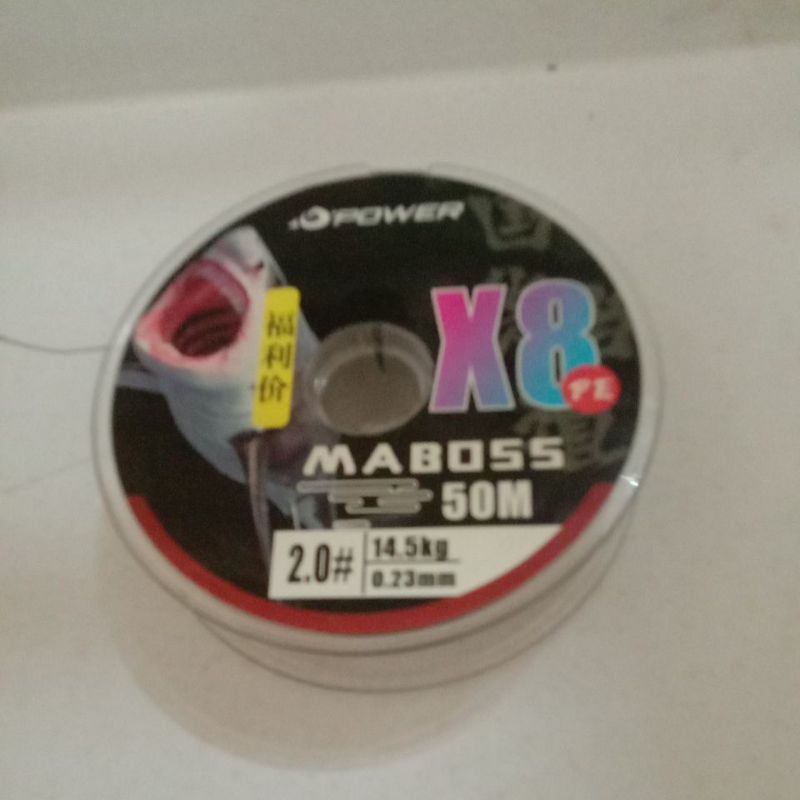 POWER
X8
PE
福利价
MABOSS
50M
2.0#
14.5kg
0.23mm